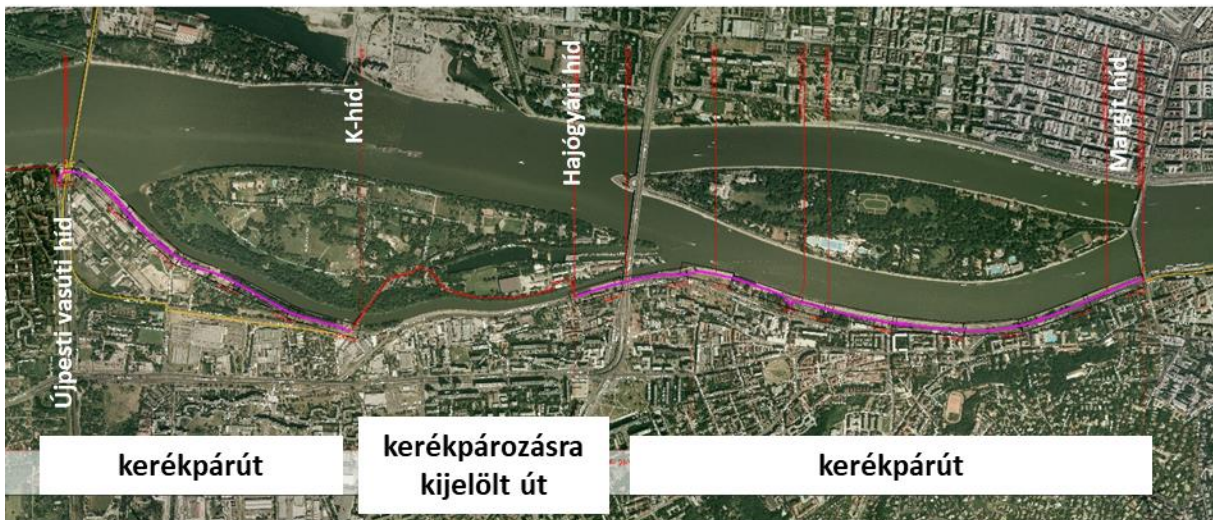 Újpesti vasúti híd
K-híd
Hajógyári híd
Margit híd
kerékpárút
kerékpározásra
kijelölt út
kerékpárút